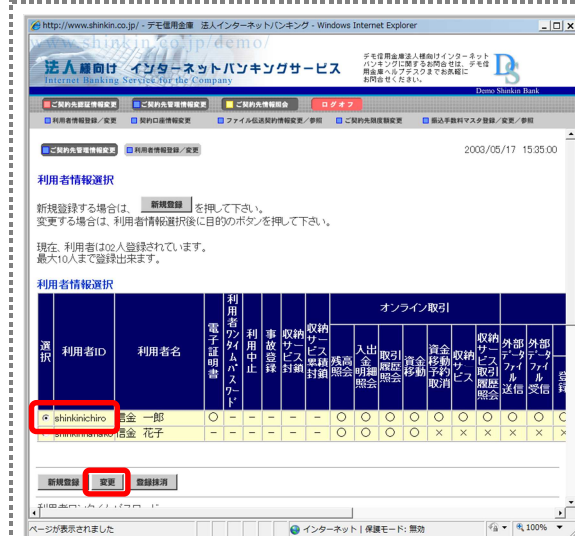 http://www.shinkin.co.jp/ - デモ信用金庫　法人インターネットバンキング - Windows Internet Explorer
www.shinkin.co.jp/demo/
法人様向け　インターネットバンキングサービス
Internet Banking Service for the Company
デモ信用金庫法人様向けインターネット
バンキングに関するお問合せは、デモ信
用金庫ヘルプデスクまでお気軽に
お問合せください。
Demo Shinkin Bank
ご契約先認証情報変更 ご契約先管理情報変更 ご契約先情報照会 ログオフ
利用者情報登録／変更 契約口座情報変更 ファイル伝送契約情報変更／参照 ご契約先限度額変更 振込手数料マスタ登録／変更／参照
ご契約先管理情報変更 利用者情報登録／変更 2003/05/17 15:35:00
利用者情報選択
新規登録する場合は、 新規登録 を押して下さい。
変更する場合は、利用者情報選択後に目的のボタンを押して下さい。
現在、利用者は02人登録されています。
最大10人まで登録出来ます。
利用者情報選択
選択 利用者ID 利用者名 電子証明書 利用者ワンタイムパスワード 利用中止 事故登録 収納サービス封鎖 収納サービス累積封鎖 オンライン取引
残高照会 入出金明細照会 取引履歴照会 資金移動 資金移動予約取消 収納サービス 収納サービス取引履歴照会 外部データファイル送信 外部データファイル受信
shinkinichiro 信金 一郎 ○ － － － － － ○ ○ ○ ○ ○ ○ ○ ○ ○
shinkinhanako 信金 花子 － － － － － － ○ ○ ○ ○ × × × × ×
新規登録 変更 登録抹消
利用者ワンタイムパスワード
ページが表示されました インターネット | 保護モード: 無効 100%